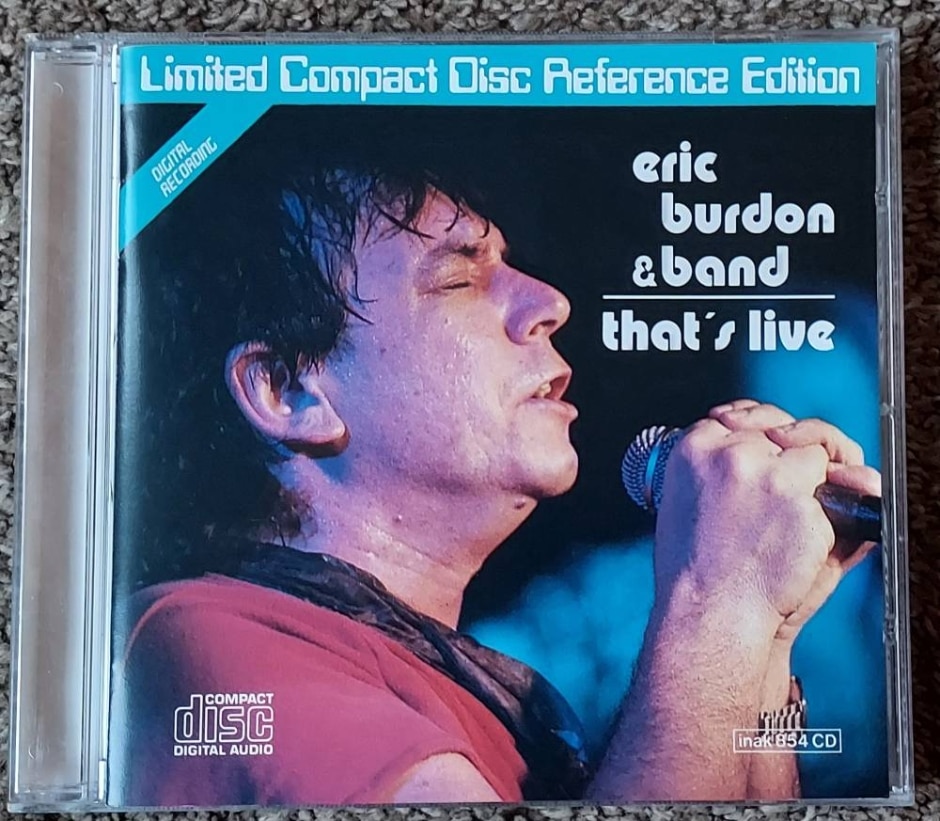 Limited Compact Disc Reference Edition
DIGITAL
RECORDING
eric
burdon
&band
that´s live
COMPACT
disc
DIGITAL AUDIO
inak 854 CD